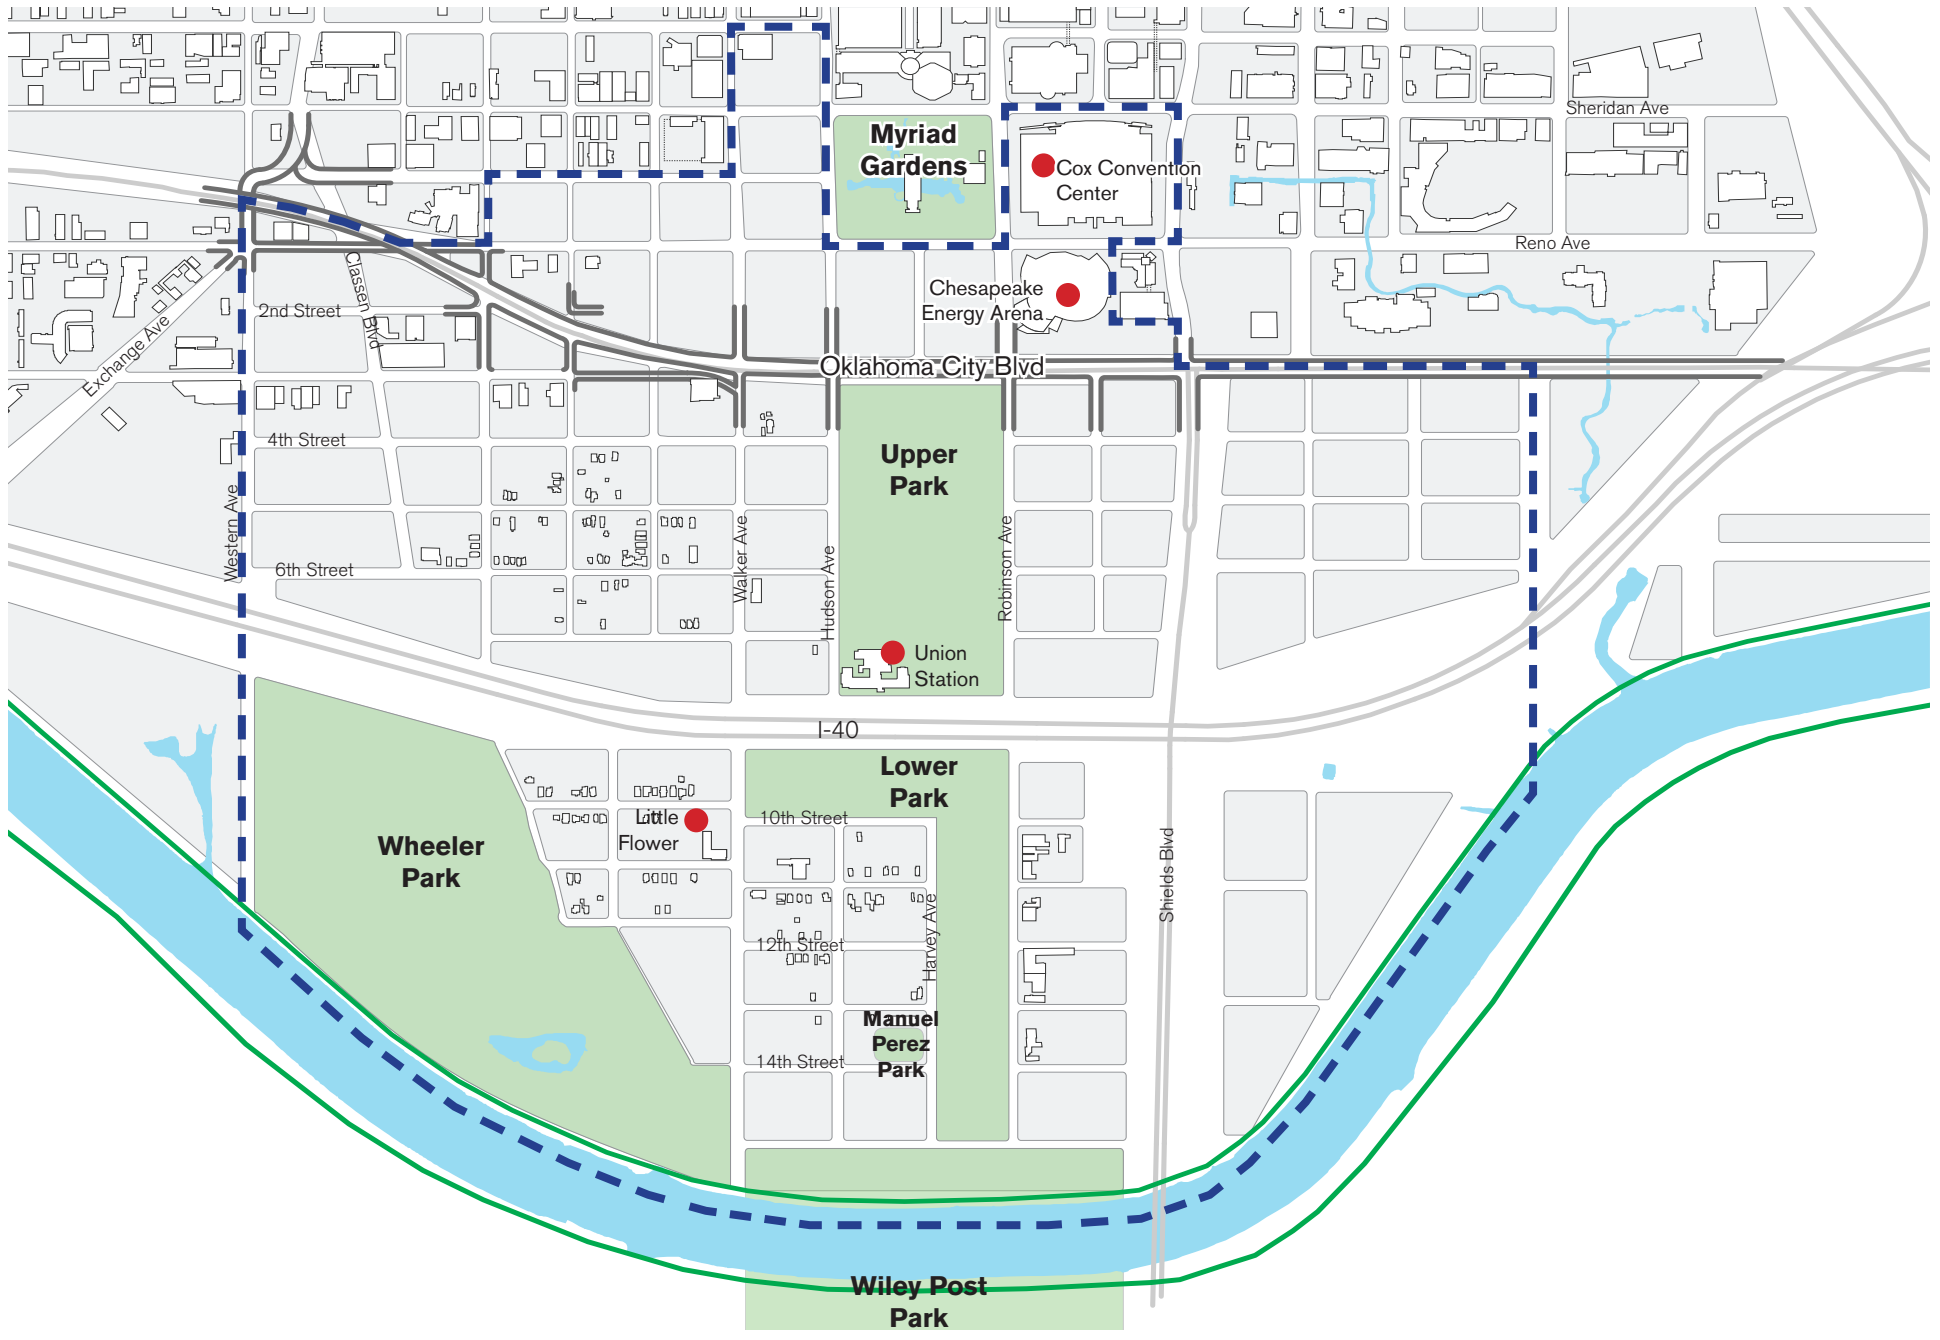 Sheridan Ave
Myriad
Gardens
Cox Convention
Center
Reno Ave
Classen Blvd
2nd Street
Exchange Ave
Chesapeake
Energy Arena
Oklahoma City Blvd
4th Street
Upper
Park
Western Ave
Walker Ave
Hudson Ave
Robinson Ave
6th Street
Union
Station
I-40
Lower
Park
Little
Flower
10th Street
Wheeler
Park
Shields Blvd
Harvey Ave
12th Street
Manuel
Perez
Park
14th Street
Wiley Post
Park